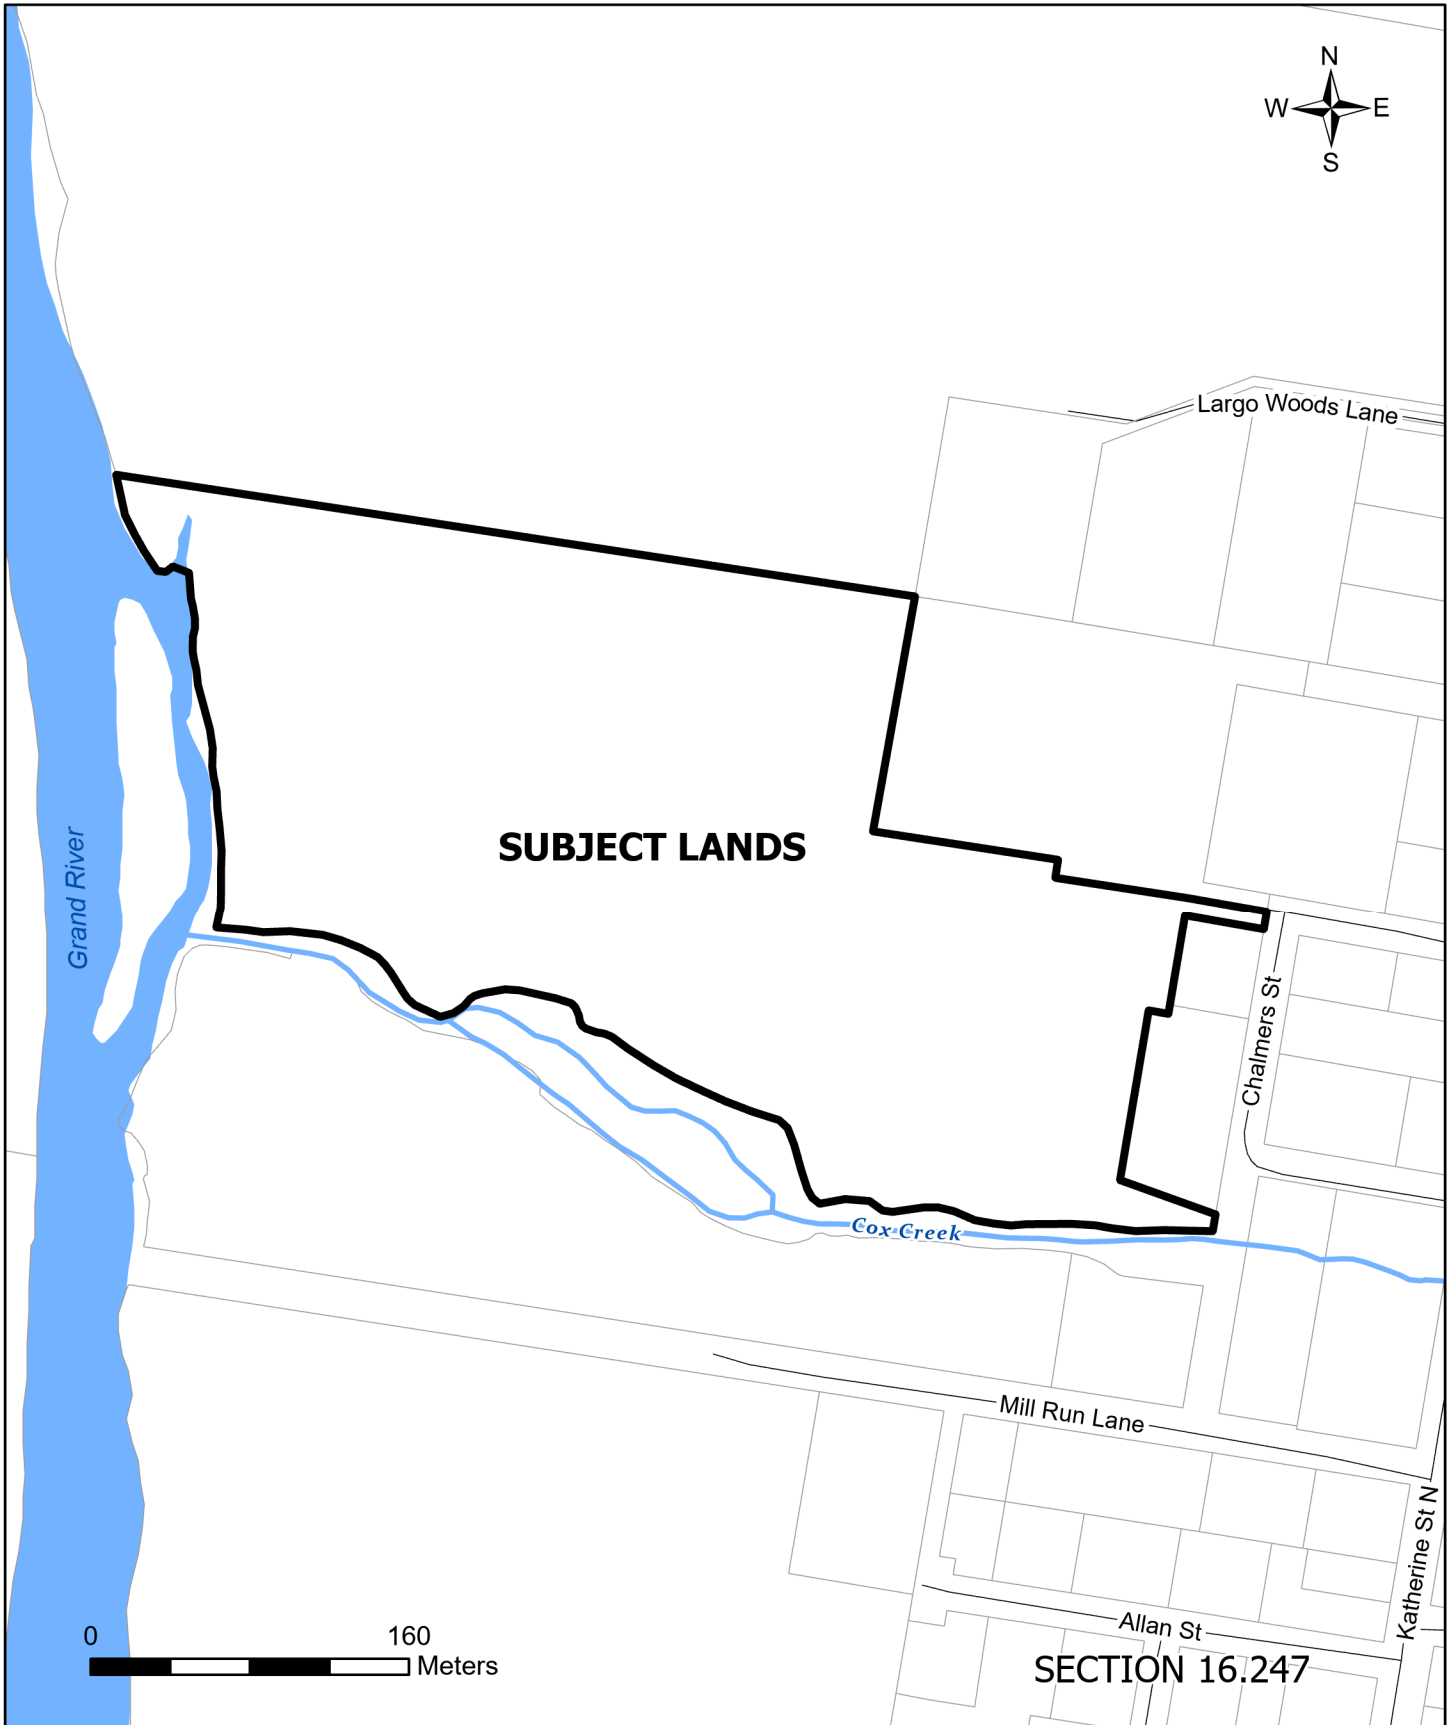 N
W E
S
Largo Woods Lane
SUBJECT LANDS
Grand River
Chalmers St
Cox Creek
Mill Run Lane
Katherine St N
Allan St
0 160
Meters
SECTION 16.247